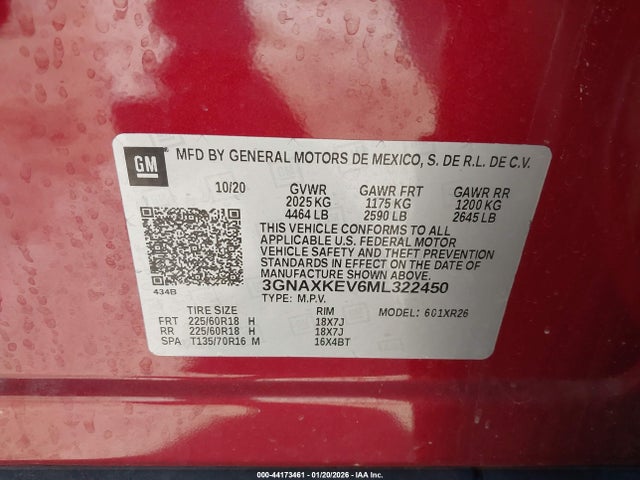 GM
MFD BY GENERAL MOTORS DE MEXICO, S. DE R.L. DE C.V.
10/20 GVWR GAWR FRT GAWR RR
2025 KG 1175 KG 1200 KG
4464 LB 2590 LB 2645 LB
THIS VEHICLE CONFORMS TO ALL
APPLICABLE U.S. FEDERAL MOTOR
VEHICLE SAFETY AND THEFT PREVENTION
STANDARDS IN EFFECT ON THE DATE OF
MANUFACTURE SHOWN ABOVE.
434B
3GNAXKEV6ML322450
TYPE: M.P.V.
TIRE SIZE RIM MODEL: 601XR26
FRT 225/60R18 H 18X7J
RR 225/60R18 H 18X7J
SPA T135/70R16 M 16X4BT
000-44173461 - 01/20/2026 - IAA Inc.